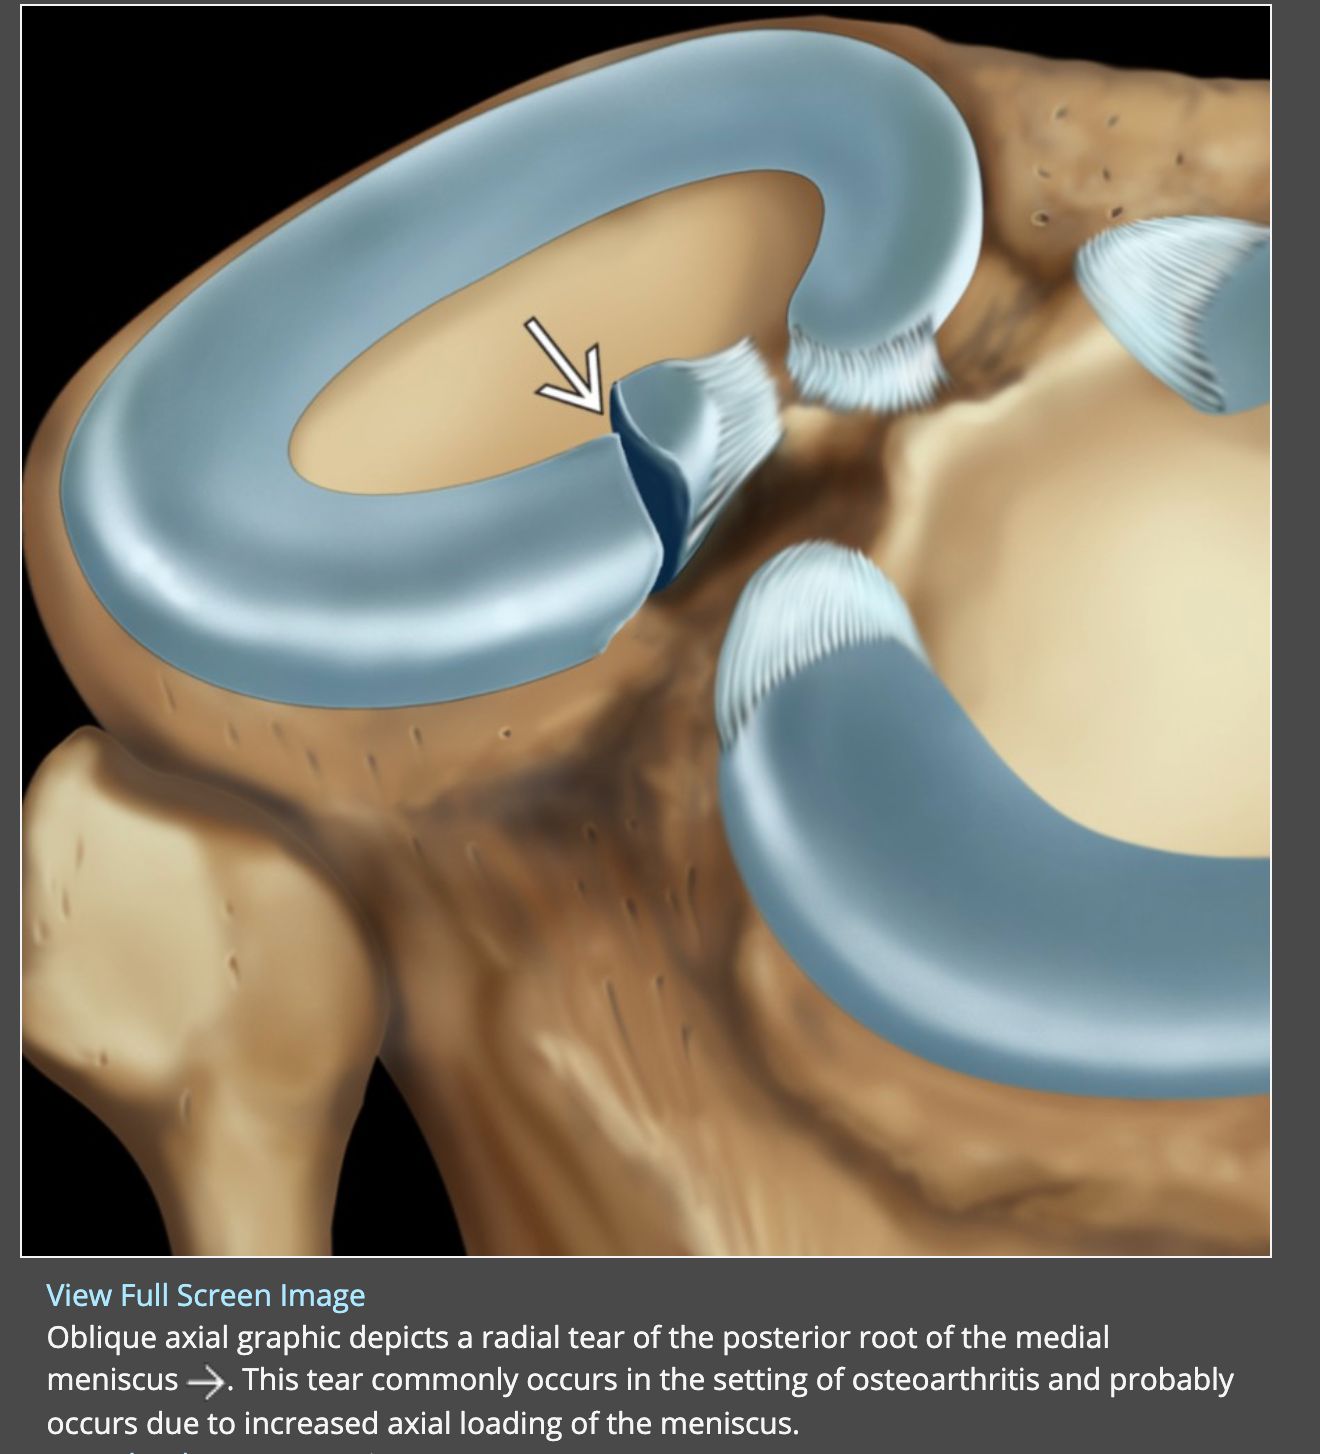 View Full Screen Image
Oblique axial graphic depicts a radial tear of the posterior root of the medial
meniscus →. This tear commonly occurs in the setting of osteoarthritis and probably
occurs due to increased axial loading of the meniscus.